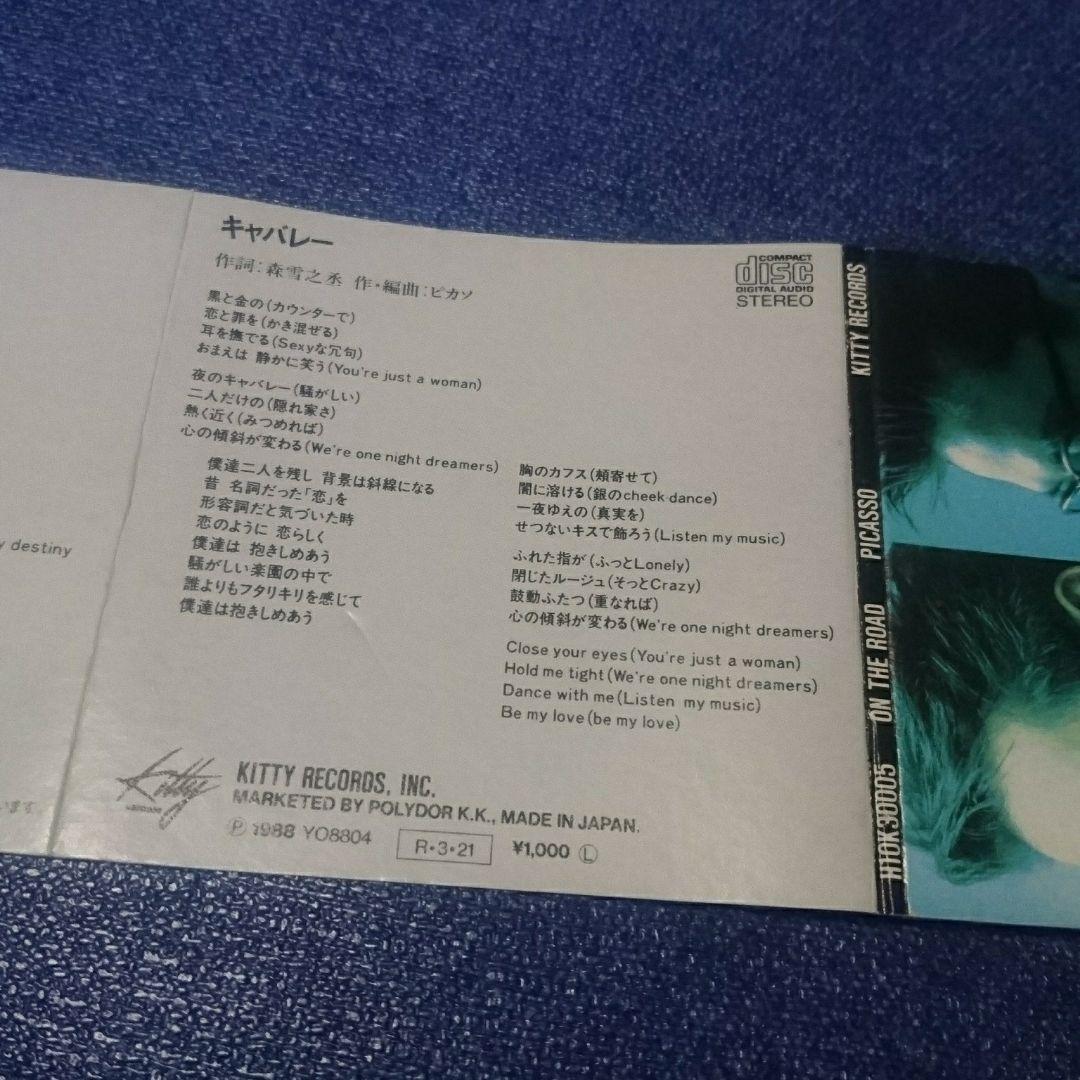 キャバレー
作詞:森雪之丞 作・編曲:ピカソ
黒と金の(カウンターで)
恋と罪を(かき混ぜる)
耳を撫でる(Sexyな冗句)
おまえは 静かに笑う(You're just a woman)
夜のキャバレー(騒がしい)
二人だけの(隠れ家さ)
熱く近く(みつめれば)
心の傾斜が変わる(We're one night dreamers)
僕達二人を残し 背景は斜線になる
昔 名詞だった「恋」を
形容詞だと気づいた時
恋のように 恋らしく
僕達は 抱きしめあう
騒がしい楽園の中で
誰よりもフタリキリを感じて
僕達は抱きしめあう
胸のカフス(頬寄せて)
闇に溶ける(銀のcheek dance)
一夜ゆえの(真実を)
せつないキスで飾ろう(Listen my music)
ふれた指が(ふっとLonely)
閉じたルージュ(そっとCrazy)
鼓動ふたつ(重なれば)
心の傾斜が変わる(We're one night dreamers)
Close your eyes(You're just a woman)
Hold me tight(We're one night dreamers)
Dance with me(Listen my music)
Be my love(be my love)
COMPACT
disc
DIGITAL AUDIO
STEREO
y destiny
います。
Kitty
KITTY RECORDS, INC.
MARKETED BY POLYDOR K.K., MADE IN JAPAN.
Ⓟ 1988 YO8804 R・3・21 ¥1,000 Ⓛ
H10K30005 ON THE ROAD PICASSO KITTY RECORDS